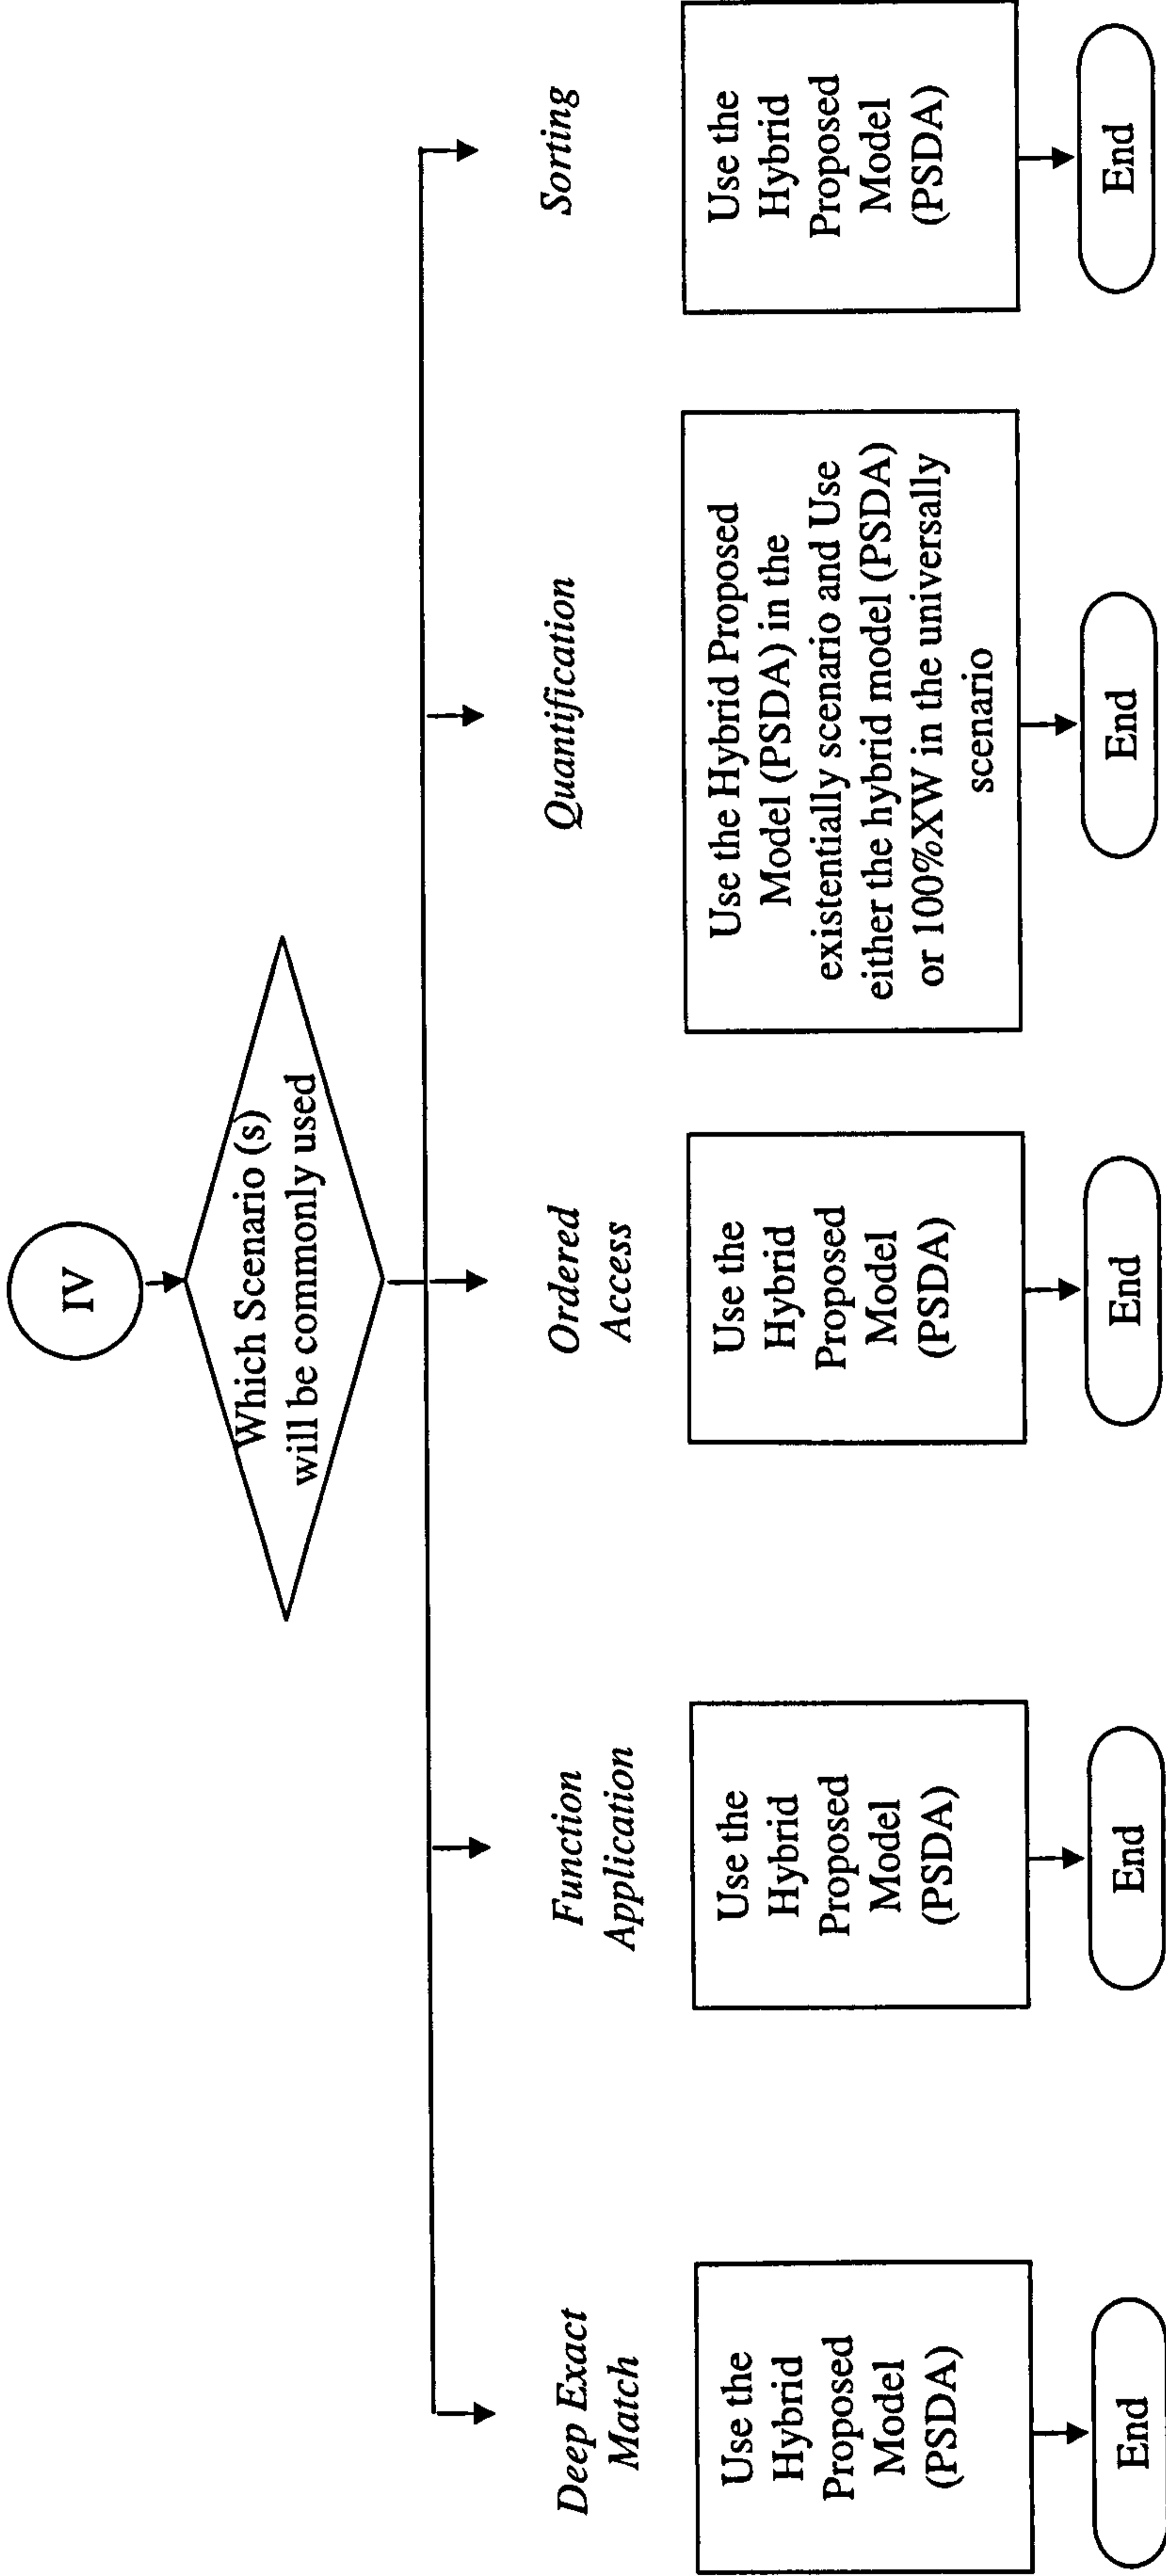 IV
Which Scenario (s)
will be commonly used
Deep Exact
Match
Function
Application
Ordered
Access
Quantification
Sorting
Use the
Hybrid
Proposed
Model
(PSDA)
Use the
Hybrid
Proposed
Model
(PSDA)
Use the
Hybrid
Proposed
Model
(PSDA)
Use the Hybrid Proposed
Model (PSDA) in the
existentially scenario and Use
either the hybrid model (PSDA)
or 100%XW in the universally
scenario
Use the
Hybrid
Proposed
Model
(PSDA)
End
End
End
End
End